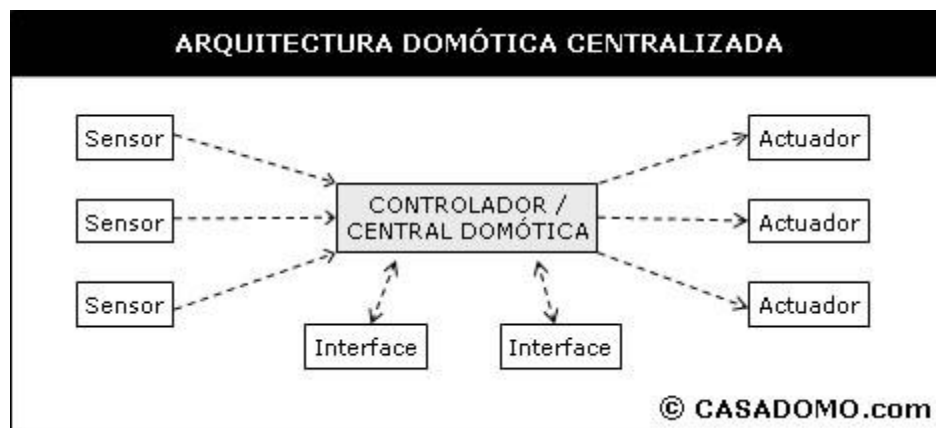 ARQUITECTURA DOMÓTICA CENTRALIZADA
Sensor
Actuador
CONTROLADOR /
CENTRAL DOMÓTICA
Sensor
Actuador
Sensor
Actuador
Interface
Interface
© CASADOMO.com